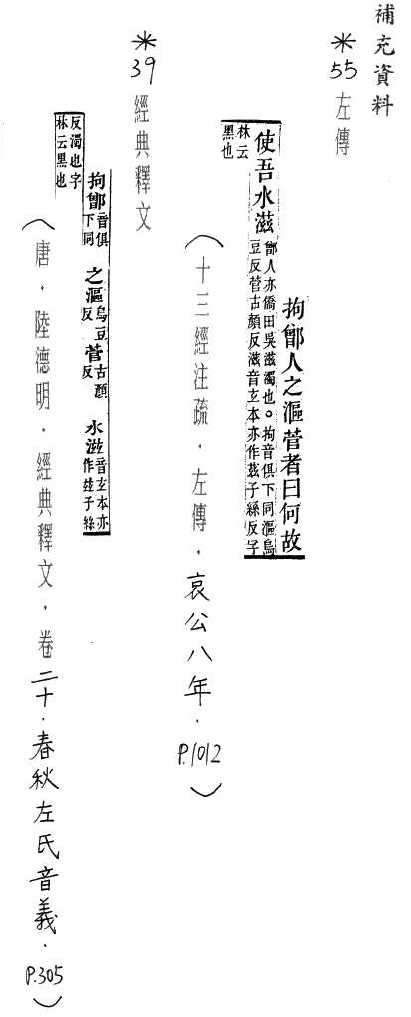 補充資料
*55 左傳
拘鄫人之漚菅者曰何故
使吾水滋 鄫人亦僑田吳滋濁也。拘音俱下同漚烏
豆反菅古顏反滋音玄本亦作茲子絲反字
林云
黑也
(十三經注疏.左傳.哀公八年.P.1012)
*39 經典釋文
拘鄫 音俱
下同 之漚 烏豆
反 菅 古顏
反 水滋 音玄本亦
作茲子絲
反濁也字
林云黑也
(唐.陸德明.經典釋文.卷二十.春秋左氏音義.P.305)